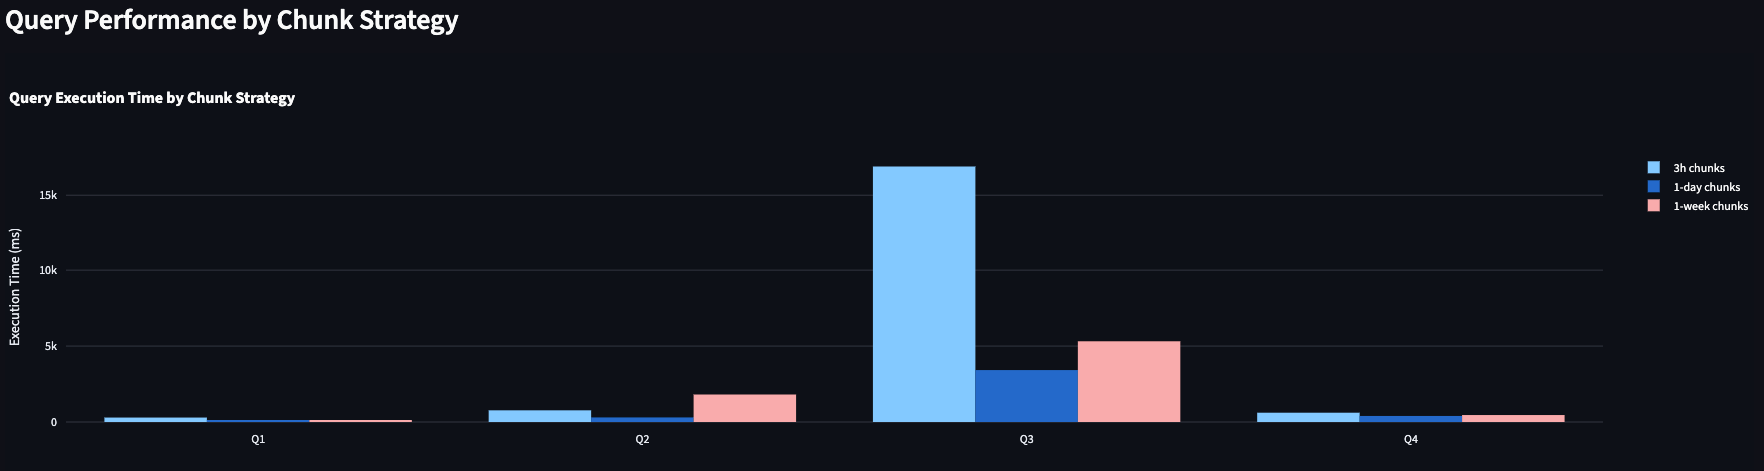 Query Performance by Chunk Strategy
Query Execution Time by Chunk Strategy
3h chunks
1-day chunks
1-week chunks
Execution Time (ms)
15k
10k
5k
0
Q1
Q2
Q3
Q4